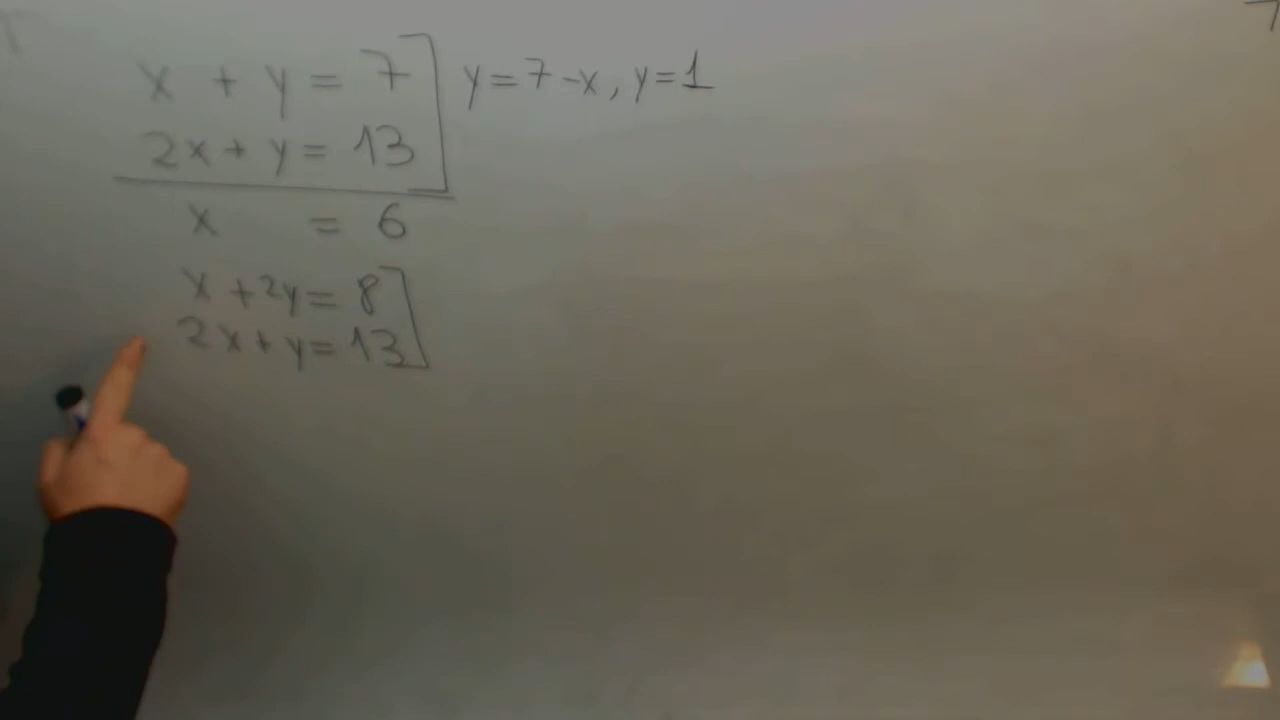 x + y = 7 ] y = 7 - x, y = 1
2x + y = 13
x = 6
x + 2y = 8
2x + y = 13